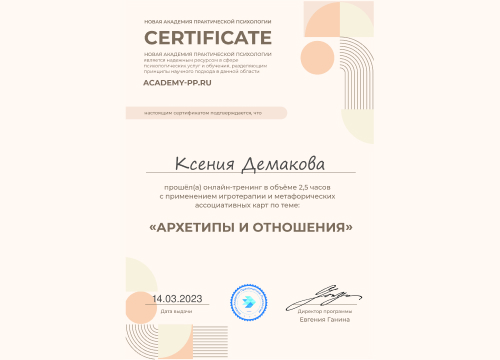 НОВАЯ АКАДЕМИЯ ПРАКТИЧЕСКОЙ ПСИХОЛОГИИ
CERTIFICATE
НОВАЯ АКАДЕМИЯ ПРАКТИЧЕСКОЙ ПСИХОЛОГИИ
является надежным ресурсом в сфере
психологических услуг и обучения, разделяющим
принципы научного подхода в данной области
ACADEMY-PP.RU
настоящим сертификатом подтверждается, что
Ксения Демакова
прошёл(а) онлайн-тренинг в объёме 2,5 часов
с применением игротерапии и метафорических
ассоциативных карт по теме:
«АРХЕТИПЫ И ОТНОШЕНИЯ»
14.03.2023
Дата выдачи
Директор программы
Евгения Ганина